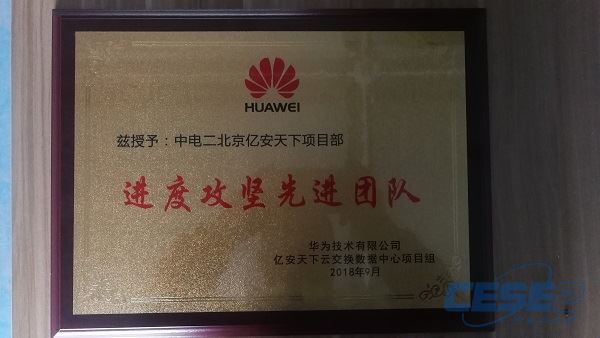 HUAWEI
兹授予：中电二北京亿安天下项目部
进度攻坚先进团队
华为技术有限公司
亿安天下云交换数据中心项目组
2018年9月
CESE